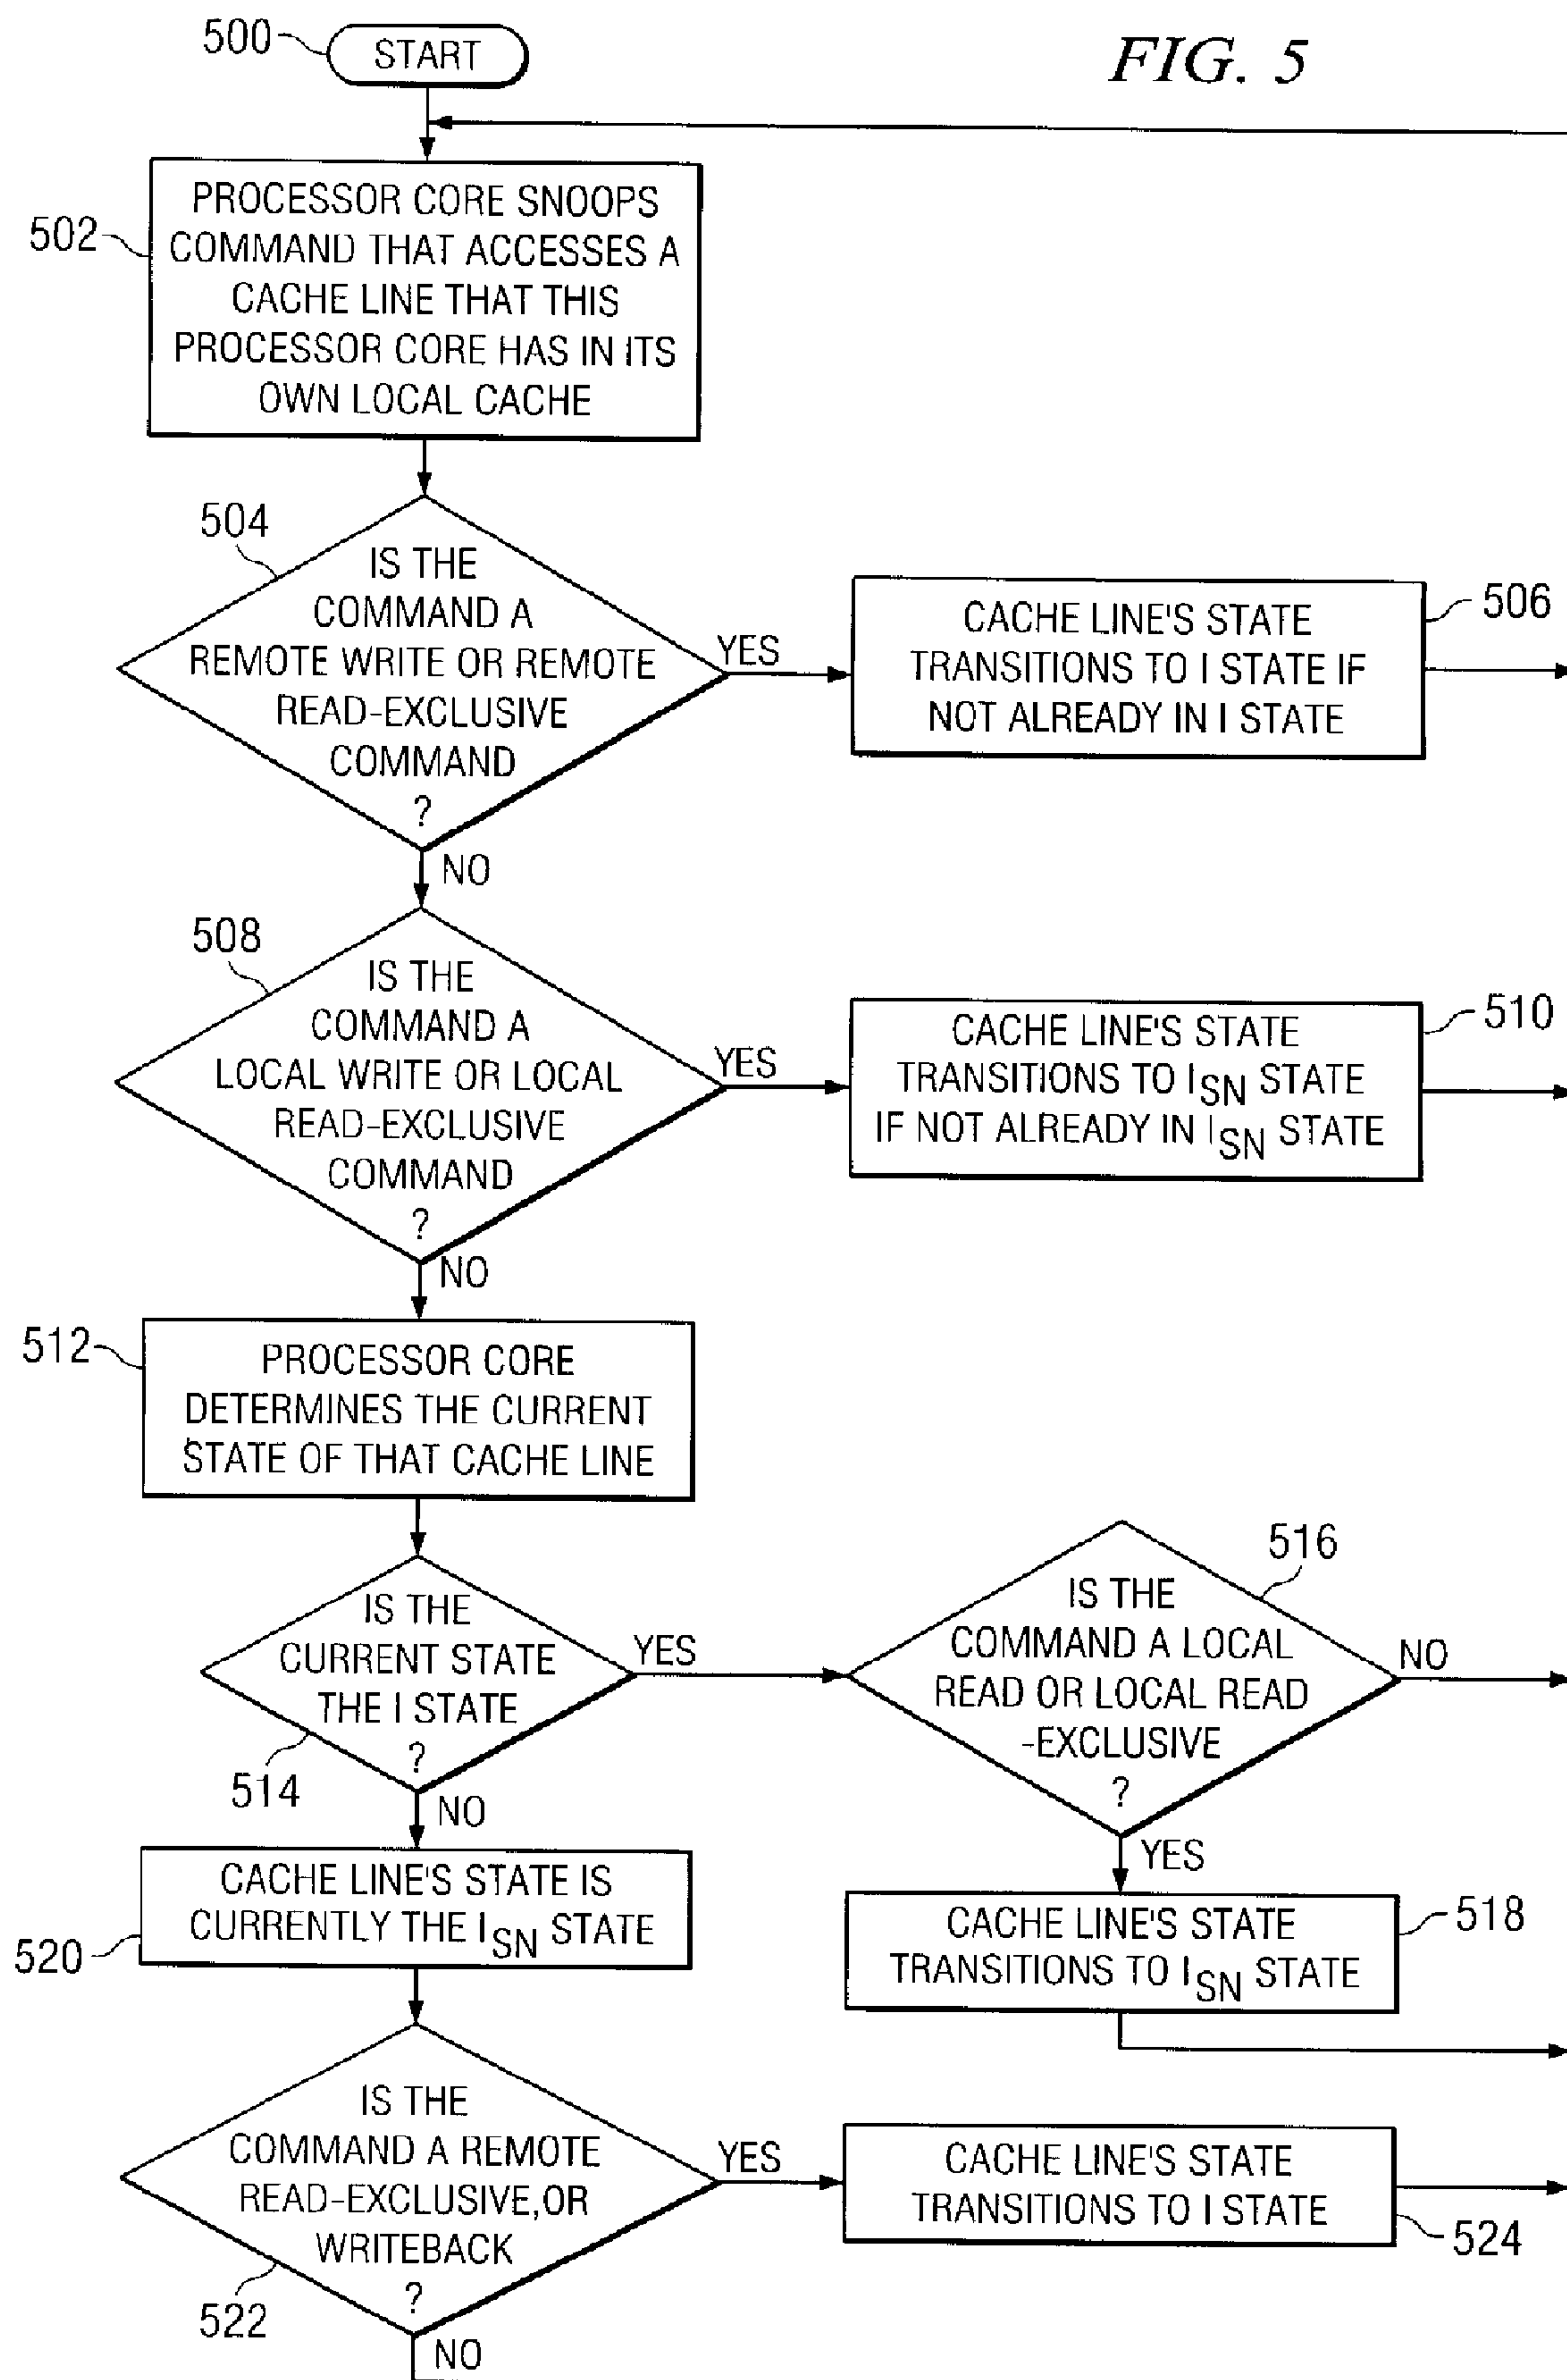 FIG. 5
500
START
502
PROCESSOR CORE SNOOPS
COMMAND THAT ACCESSES A
CACHE LINE THAT THIS
PROCESSOR CORE HAS IN ITS
OWN LOCAL CACHE
504
IS THE
COMMAND A
REMOTE WRITE OR REMOTE
READ-EXCLUSIVE
COMMAND
?
YES
NO
506
CACHE LINE'S STATE
TRANSITIONS TO I STATE IF
NOT ALREADY IN I STATE
508
IS THE
COMMAND A
LOCAL WRITE OR LOCAL
READ-EXCLUSIVE
COMMAND
?
YES
NO
510
CACHE LINE'S STATE
TRANSITIONS TO ISN STATE
IF NOT ALREADY IN ISN STATE
512
PROCESSOR CORE
DETERMINES THE CURRENT
STATE OF THAT CACHE LINE
514
IS THE
CURRENT STATE
THE I STATE
?
YES
NO
516
IS THE
COMMAND A LOCAL
READ OR LOCAL READ
-EXCLUSIVE
?
NO
YES
518
CACHE LINE'S STATE
TRANSITIONS TO ISN STATE
520
CACHE LINE'S STATE IS
CURRENTLY THE ISN STATE
522
IS THE
COMMAND A REMOTE
READ-EXCLUSIVE,OR
WRITEBACK
?
YES
NO
524
CACHE LINE'S STATE
TRANSITIONS TO I STATE